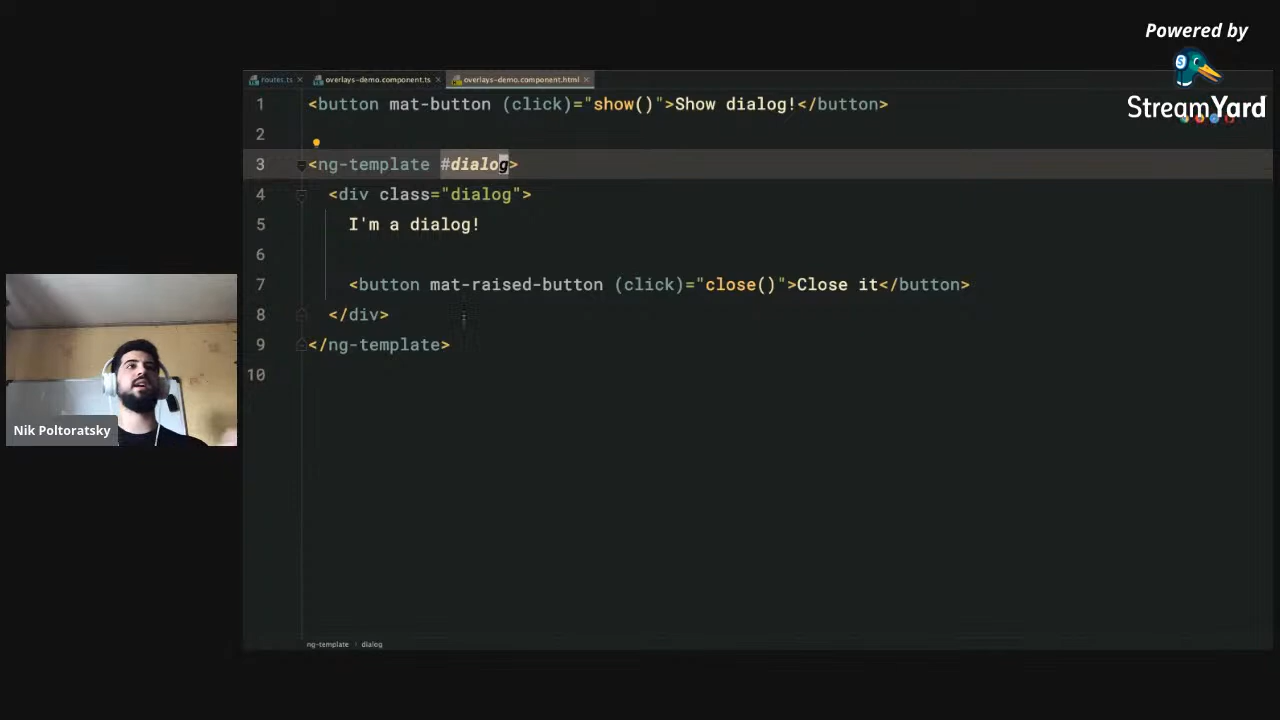 Powered by
StreamYard
routes.ts
overlays-demo.component.ts
overlays-demo.component.html
1 <button mat-button (click)="show()">Show dialog!</button>
2
3 <ng-template #dialog>
4 <div class="dialog">
5 I'm a dialog!
6
7 <button mat-raised-button (click)="close()">Close it</button>
8 </div>
9 </ng-template>
10
Nik Poltoratsky
ng-template › dialog